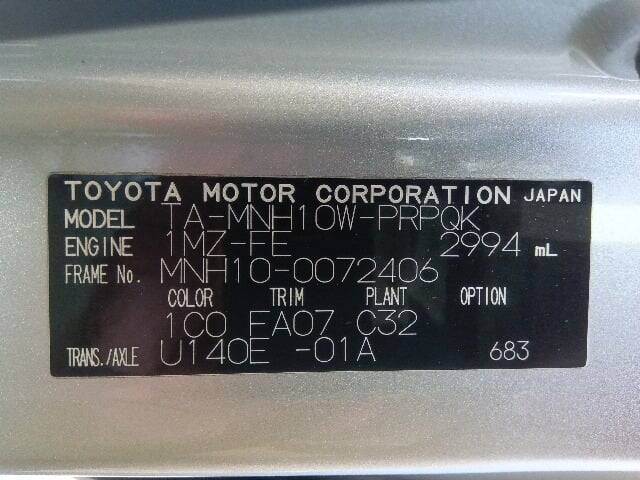 TOYOTA MOTOR CORPORATION JAPAN
MODEL TA-MNH10W-PRPQK
ENGINE 1MZ-FE 2994 mL
FRAME No. MNH10-0072406
COLOR TRIM PLANT OPTION
1C0 FA07 C32
TRANS./AXLE U140E -01A 683